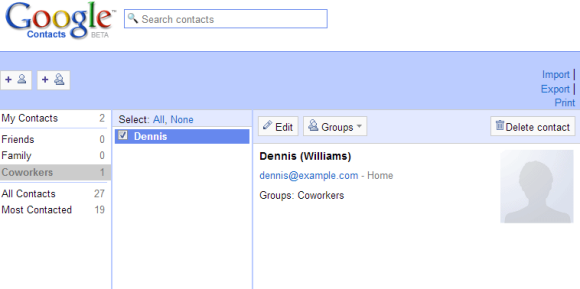 Google™
Contacts BETA
Search contacts
Import
Export
Print
My Contacts 2
Friends 0
Family 0
Coworkers 1
All Contacts 27
Most Contacted 19
Select: All, None
Dennis
Edit
Groups
Delete contact
Dennis (Williams)
dennis@example.com - Home
Groups: Coworkers